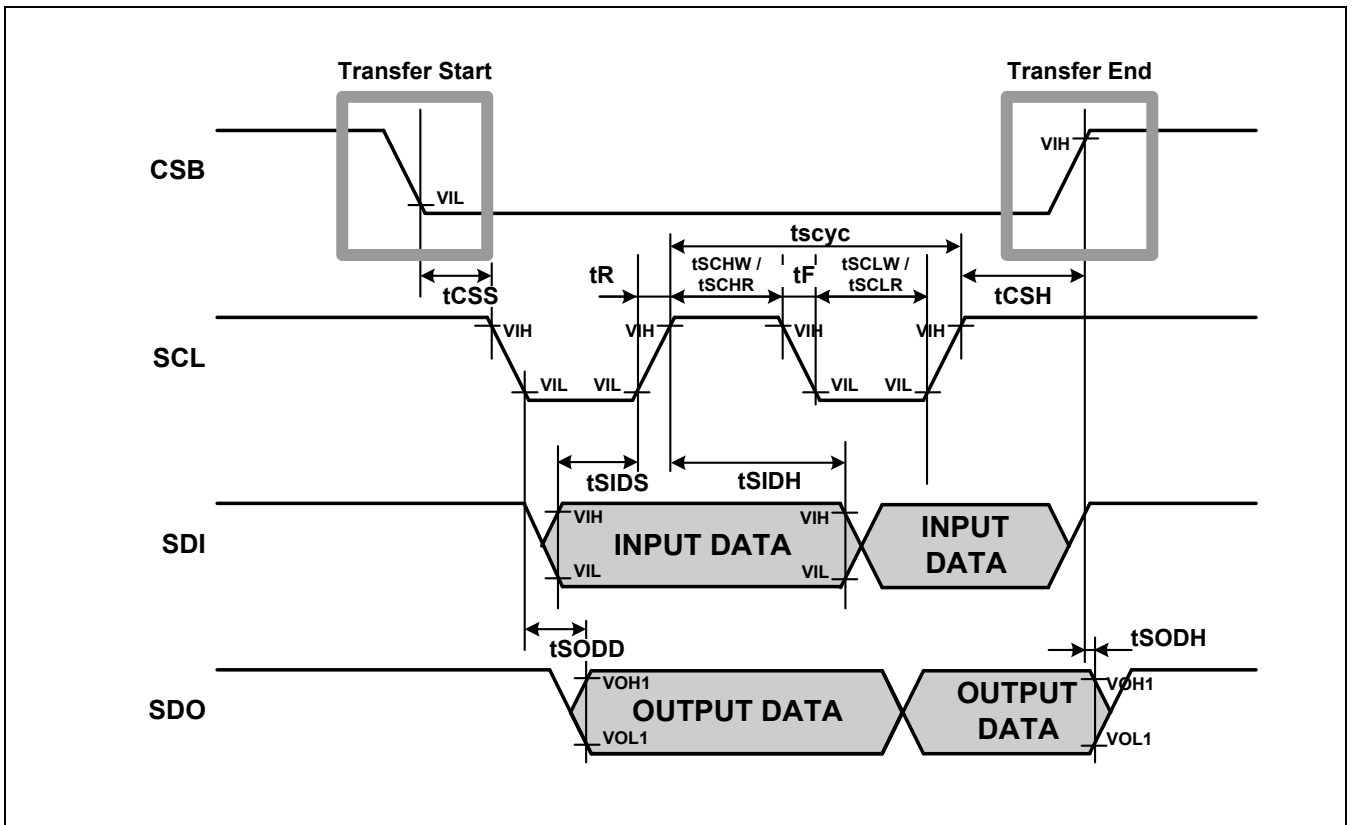 Transfer Start
Transfer End
CSB
VIL
VIH
tscyc
tCSS
tR
tSCHW /
tSCHR
tF
tSCLW /
tSCLR
tCSH
SCL
VIH
VIH
VIH
VIH
VIL
VIL
VIL
VIL
tSIDS
tSIDH
SDI
VIH
VIL
INPUT DATA
VIH
VIL
INPUT
DATA
tSODD
tSODH
SDO
VOH1
VOL1
OUTPUT DATA
OUTPUT
DATA
VOH1
VOL1